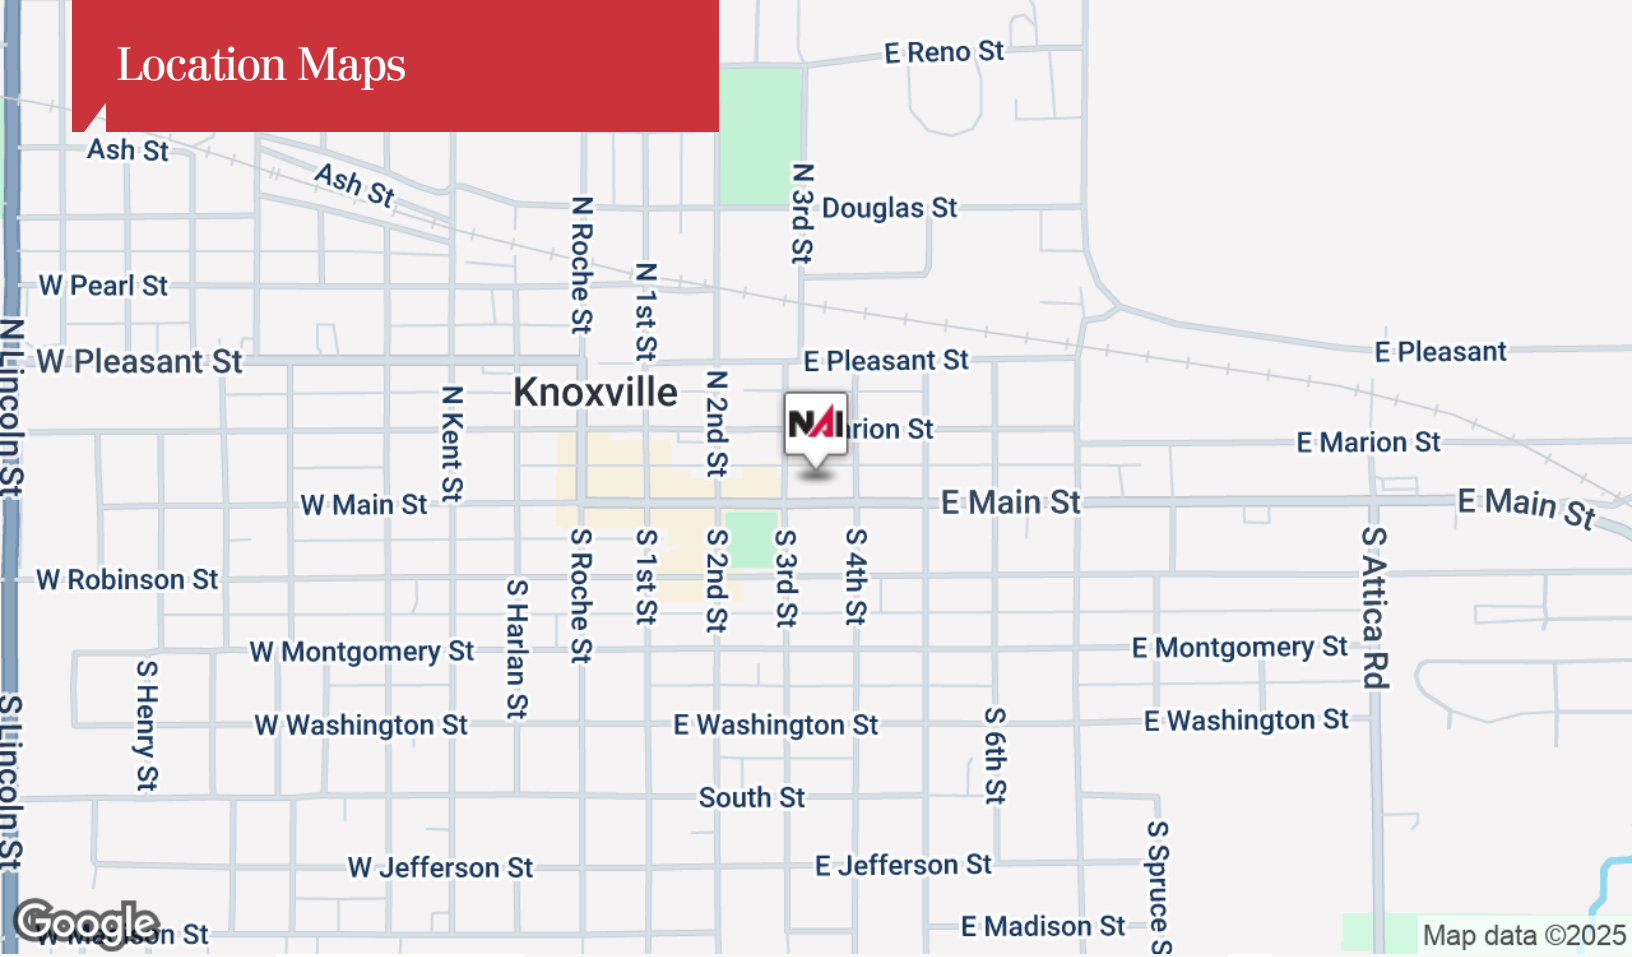 Location Maps
E Reno St
Ash St
Ash St
N 3rd St
Douglas St
N Roche St
N 1st St
W Pearl St
N Lincoln St
W Pleasant St
E Pleasant St
E Pleasant
Knoxville
N 2nd St
N Kent St
NAI
rion St
E Marion St
W Main St
E Main St
E Main St
S Roche St
S 1st St
S 2nd St
S 3rd St
S 4th St
S Attica Rd
W Robinson St
S Harlan St
W Montgomery St
E Montgomery St
S Henry St
S Lincoln St
W Washington St
E Washington St
E Washington St
S 6th St
South St
S Spruce S
W Jefferson St
E Jefferson St
Google
W Madison St
E Madison St
Map data ©2025